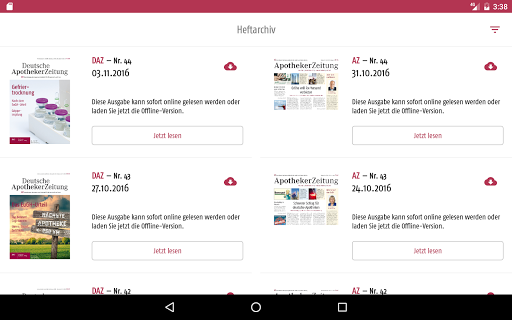 3:38
Heftarchiv
Deutsche
ApothekerZeitung
Gefrier-
trocknung
DAZ – Nr. 44
03.11.2016
Diese Ausgabe kann sofort online gelesen werden oder
laden Sie jetzt die Offline-Version.
Jetzt lesen
ApothekerZeitung
AZ – Nr. 44
31.10.2016
Diese Ausgabe kann sofort online gelesen werden oder
laden Sie jetzt die Offline-Version.
Jetzt lesen
Deutsche
ApothekerZeitung
NÄCHSTE
APOTHEKE
DAZ – Nr. 43
27.10.2016
Diese Ausgabe kann sofort online gelesen werden oder
laden Sie jetzt die Offline-Version.
Jetzt lesen
ApothekerZeitung
AZ – Nr. 43
24.10.2016
Diese Ausgabe kann sofort online gelesen werden oder
laden Sie jetzt die Offline-Version.
Jetzt lesen
Deutsche
DAZ – Nr. 42
AZ – Nr. 42